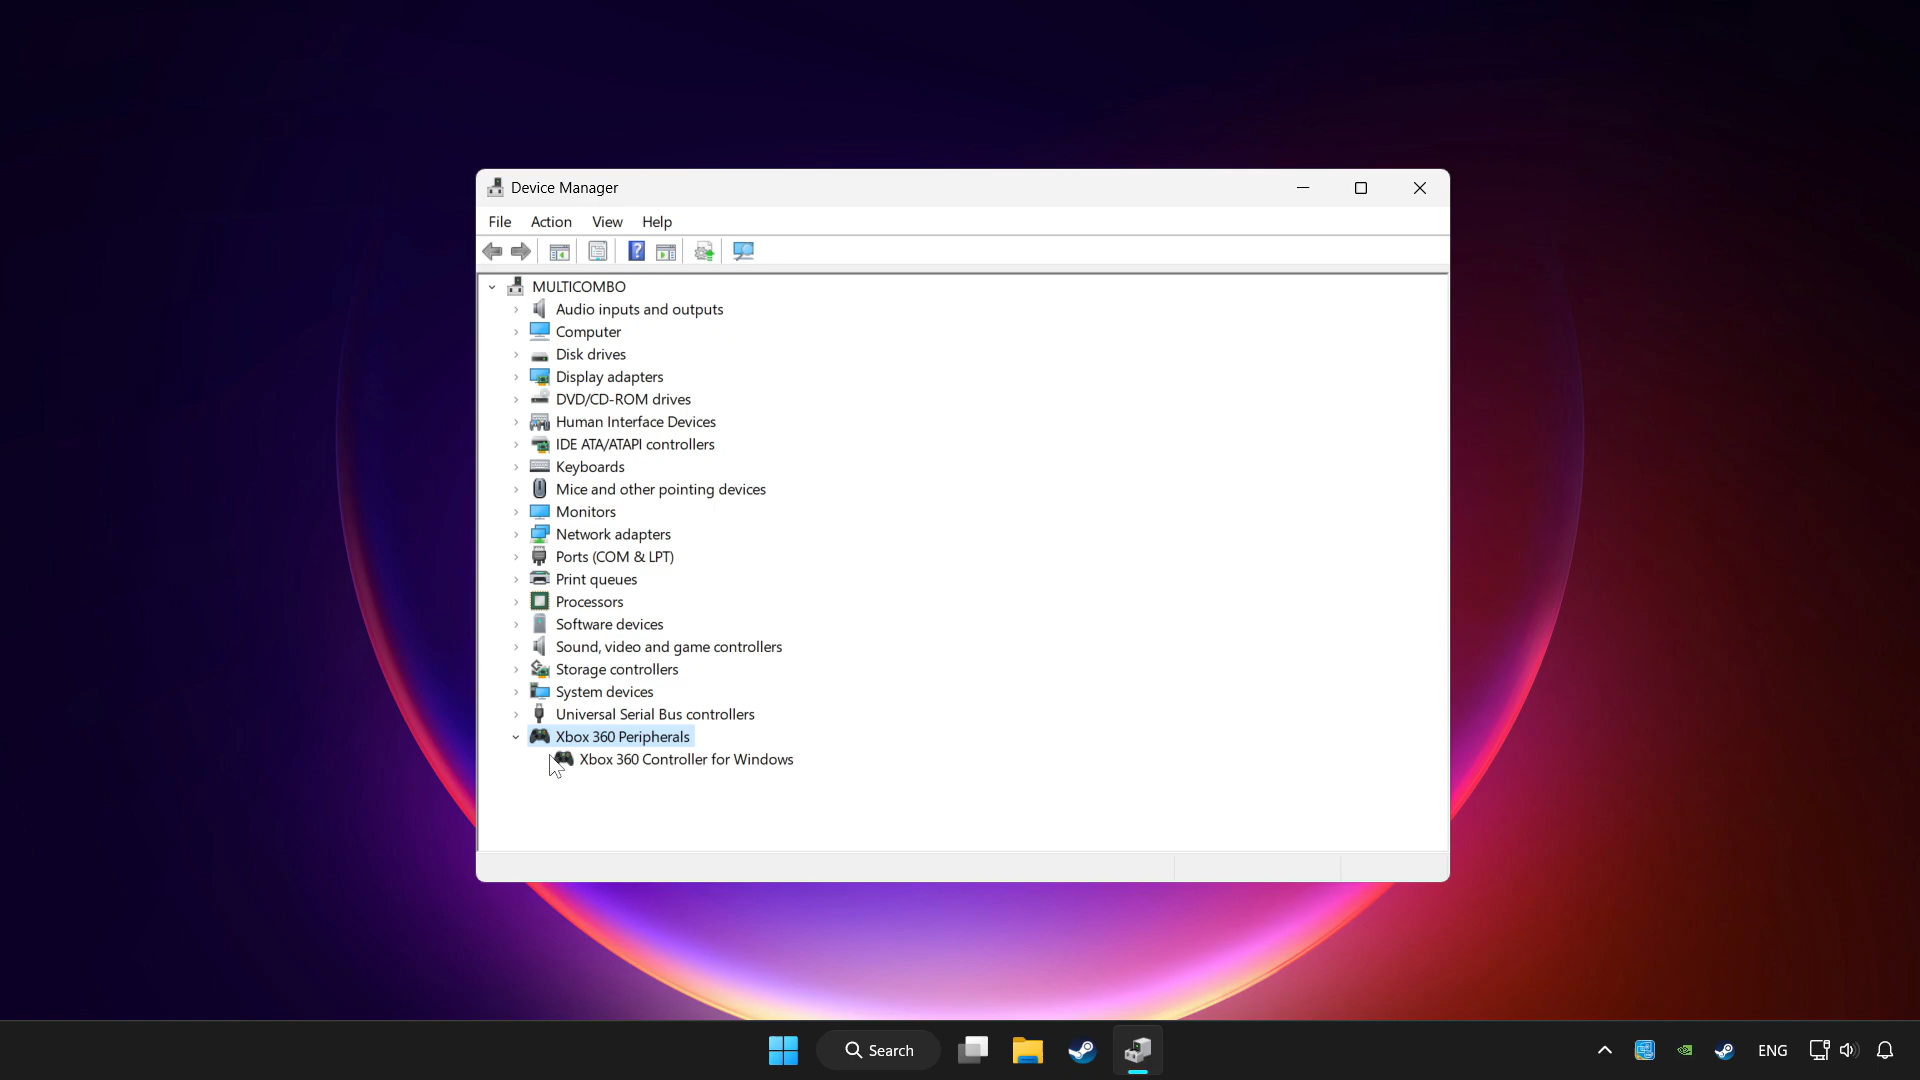 Device Manager
File Action View Help
MULTICOMBO
Audio inputs and outputs
Computer
Disk drives
Display adapters
DVD/CD-ROM drives
Human Interface Devices
IDE ATA/ATAPI controllers
Keyboards
Mice and other pointing devices
Monitors
Network adapters
Ports (COM & LPT)
Print queues
Processors
Software devices
Sound, video and game controllers
Storage controllers
System devices
Universal Serial Bus controllers
Xbox 360 Peripherals
Xbox 360 Controller for Windows
Search
ENG